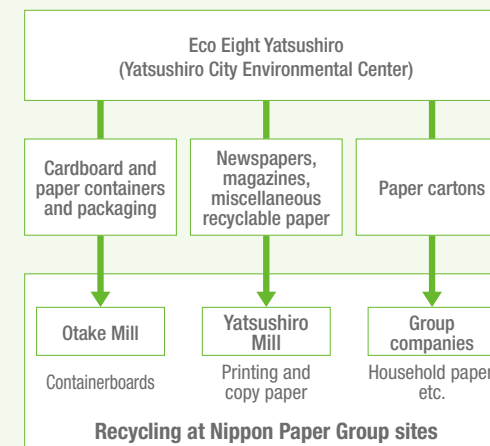 Eco Eight Yatsushiro
(Yatsushiro City Environmental Center)
Cardboard and
paper containers
and packaging
Newspapers,
magazines,
miscellaneous
recyclable paper
Paper cartons
Otake Mill
Containerboards
Yatsushiro
Mill
Printing and
copy paper
Group
companies
Household paper
etc.
Recycling at Nippon Paper Group sites